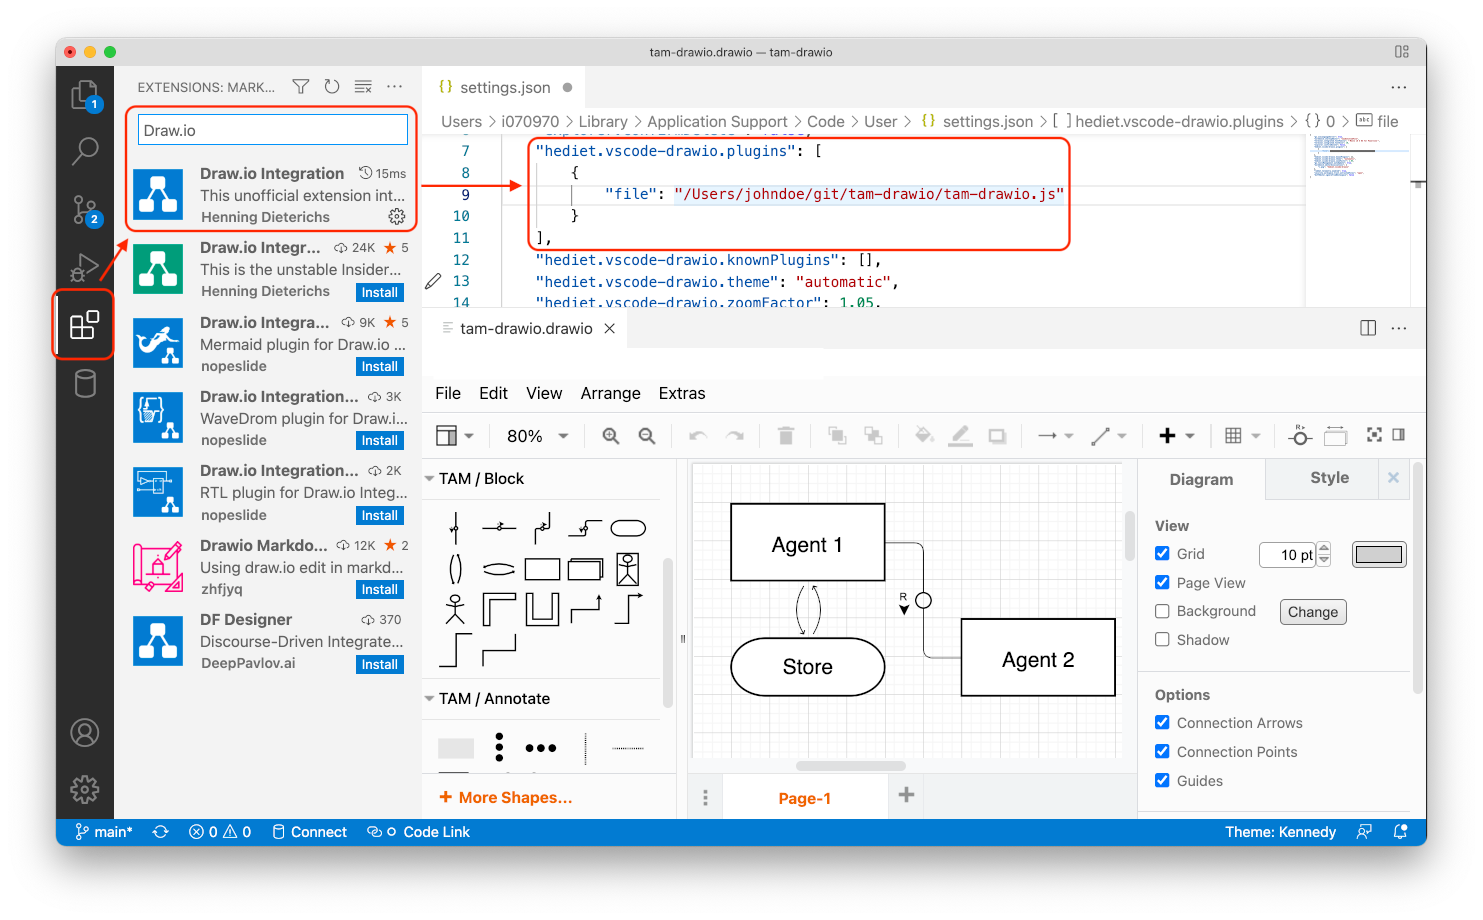 tam-drawio.drawio — tam-drawio
EXTENSIONS: MARK...
1
2
Draw.io
Draw.io Integration 15ms
This unofficial extension int...
Henning Dieterichs
Draw.io Integr... 24K 5
This is the unstable Insider...
Henning Dieterichs Install
Draw.io Integra... 9K 5
Mermaid plugin for Draw.io ...
nopeslide Install
Draw.io Integration... 3K
WaveDrom plugin for Draw.i...
nopeslide Install
Draw.io Integration... 2K
RTL plugin for Draw.io Integ...
nopeslide Install
Drawio Markdo... 12K 2
Using draw.io edit in markd...
zhfjyq Install
DF Designer 370
Discourse-Driven Integrate...
DeepPavlov.ai Install
{} settings.json
Users > i070970 > Library > Application Support > Code > User > {} settings.json > [ ] hediet.vscode-drawio.plugins > {} 0 > abc file
7 "hediet.vscode-drawio.plugins": [
8 {
9 "file": "/Users/johndoe/git/tam-drawio/tam-drawio.js"
10 }
11 ],
12 "hediet.vscode-drawio.knownPlugins": [],
13 "hediet.vscode-drawio.theme": "automatic",
14 "hediet.vscode-drawio.zoomFactor": 1.05,
tam-drawio.drawio
File Edit View Arrange Extras
80%
TAM / Block
TAM / Annotate
+ More Shapes...
Agent 1
R
Store
Agent 2
Page-1
Diagram Style
View
Grid 10 pt
Page View
Background Change
Shadow
Options
Connection Arrows
Connection Points
Guides
main* 0 0 Connect Code Link Theme: Kennedy